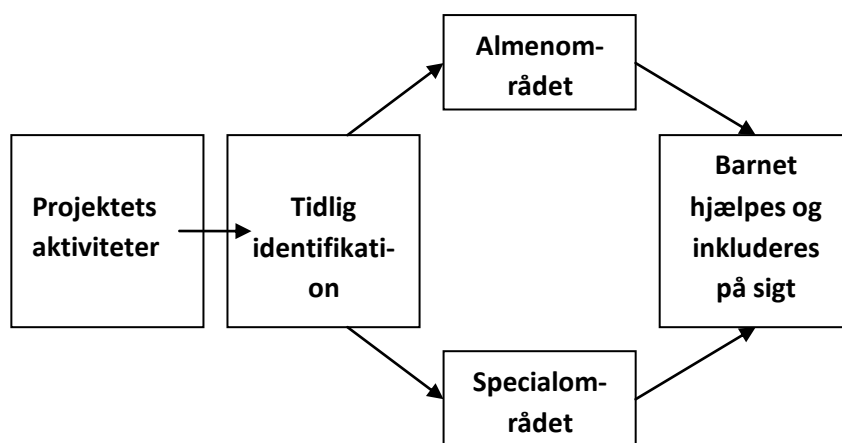 Projektets
aktiviteter
Tidlig
identifikati-
on
Almenom-
rådet
Specialom-
rådet
Barnet
hjælpes og
inkluderes
på sigt